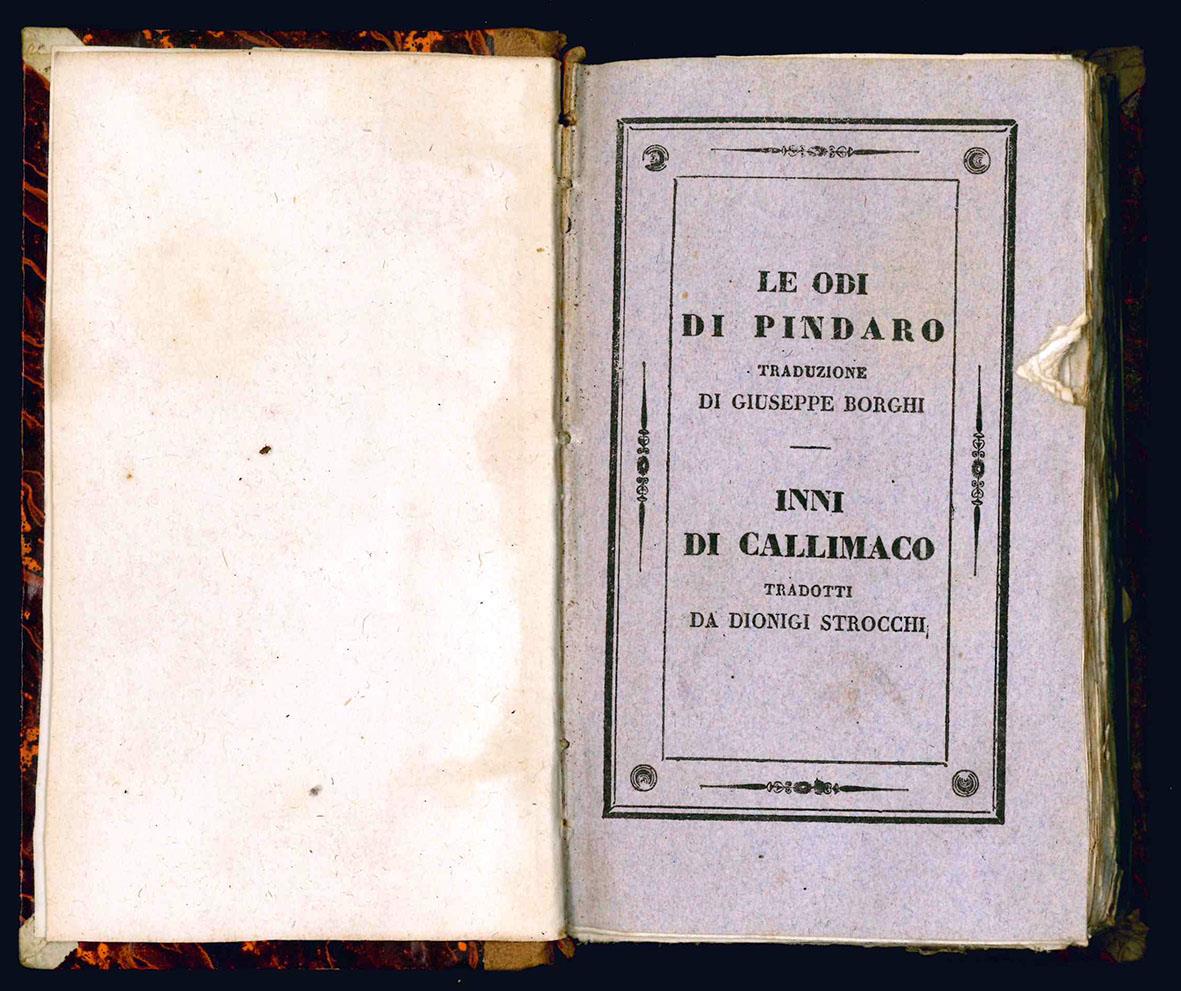 LE ODI
DI PINDARO
TRADUZIONE
DI GIUSEPPE BORGHI
INNI
DI CALLIMACO
TRADOTTI
DA DIONIGI STROCCHI